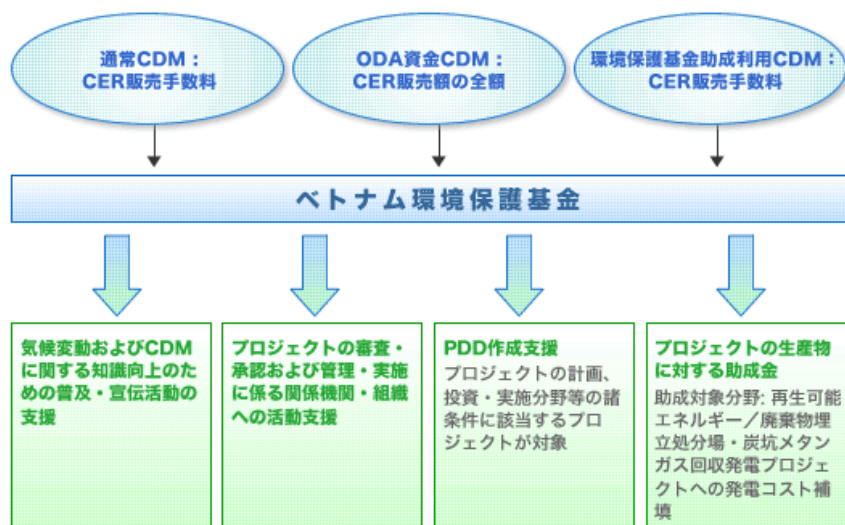 通常CDM：
CER販売手数料
ODA資金CDM：
CER販売額の全額
環境保護基金助成利用CDM：
CER販売手数料
ベトナム環境保護基金
気候変動およびCDM
に関する知識向上のた
めの普及・宣伝活動の
支援
プロジェクトの審査・
承認および管理・実施
に係る関係機関・組織
への活動支援
PDD作成支援
プロジェクトの計画、
投資・実施分野等の諸
条件に該当するプロ
ジェクトが対象
プロジェクトの生産物
に対する助成金
助成対象分野: 再生可能
エネルギー／廃棄物埋
立処分場・炭坑メタン
ガス回収発電プロジェ
クトへの発電コスト補
填